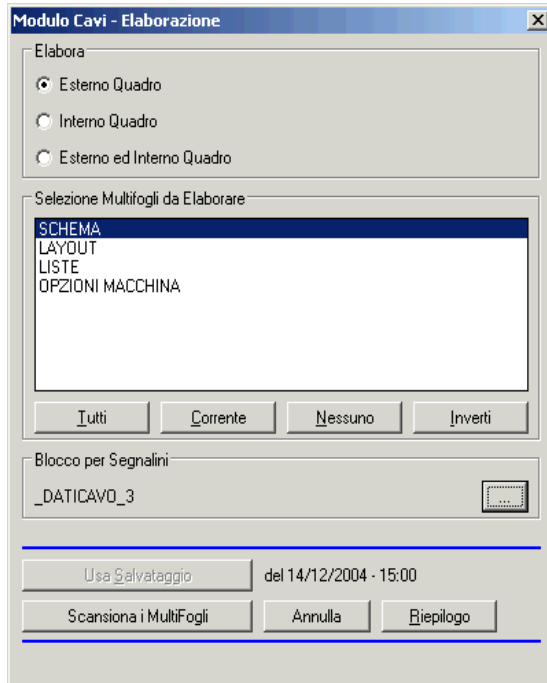 Modulo Cavi - Elaborazione
Elabora
Esterno Quadro
Interno Quadro
Esterno ed Interno Quadro
Selezione Multifogli da Elaborare
SCHEMA
LAYOUT
LISTE
OPZIONI MACCHINA
Tutti Corrente Nessuno Inverti
Blocco per Segnalini
_DATICAVO_3 ...
Usa Salvataggio del 14/12/2004 - 15:00
Scansiona i MultiFogli Annulla Riepilogo